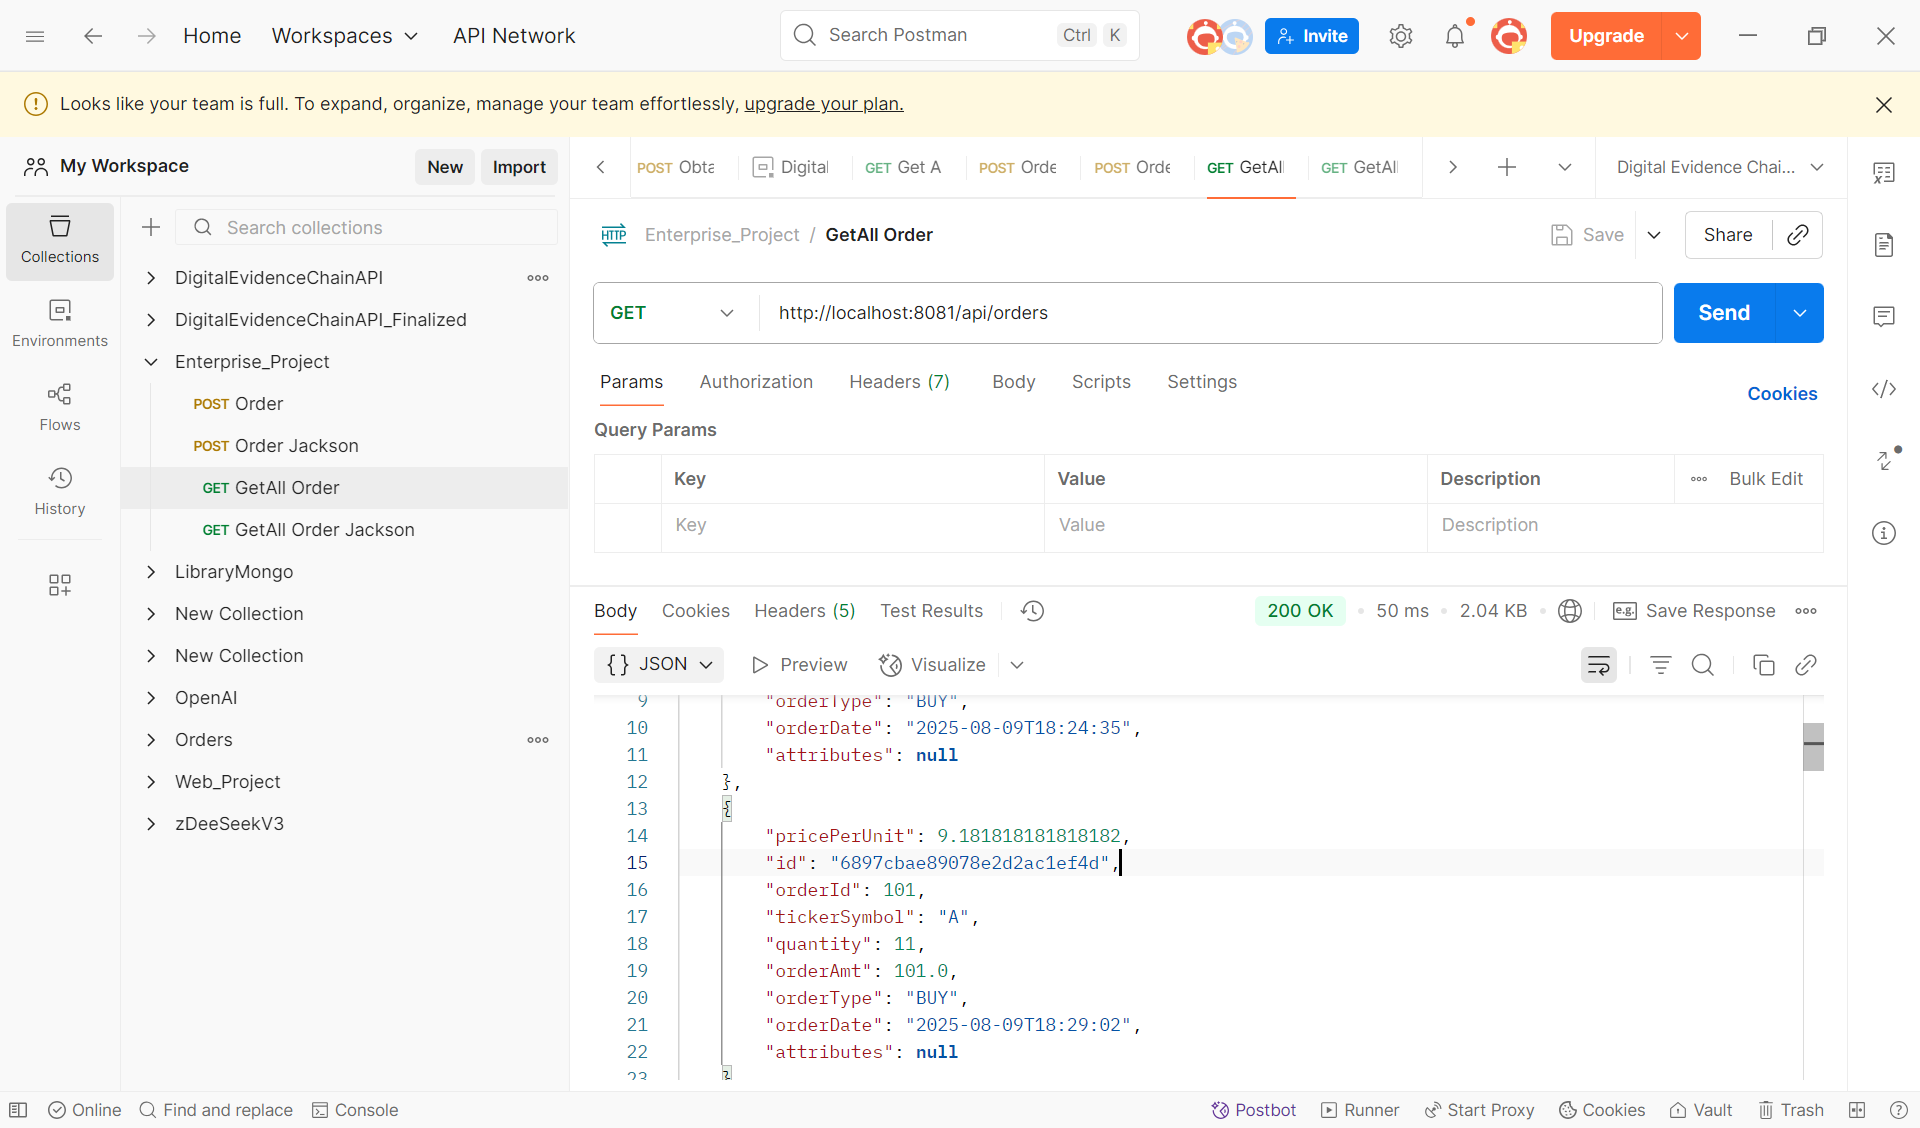 Home Workspaces API Network Search Postman Ctrl K Invite Upgrade
Looks like your team is full. To expand, organize, manage your team effortlessly, upgrade your plan.
My Workspace New Import
POST Obta Digital GET Get A POST Orde POST Orde GET GetAll GET GetAll Digital Evidence Chai...
Collections
Environments
Flows
History
Search collections
DigitalEvidenceChainAPI
DigitalEvidenceChainAPI_Finalized
Enterprise_Project
POST Order
POST Order Jackson
GET GetAll Order
GET GetAll Order Jackson
LibraryMongo
New Collection
New Collection
OpenAI
Orders
Web_Project
zDeeSeekV3
HTTP Enterprise_Project / GetAll Order Save Share
GET http://localhost:8081/api/orders Send
Params Authorization Headers (7) Body Scripts Settings Cookies
Query Params
Key Value Description Bulk Edit
Key Value Description
Body Cookies Headers (5) Test Results 200 OK 50 ms 2.04 KB e.g. Save Response
{} JSON Preview Visualize
9 "orderType": "BUY",
10 "orderDate": "2025-08-09T18:24:35",
11 "attributes": null
12 },
13 {
14 "pricePerUnit": 9.181818181818182,
15 "id": "6897cbae89078e2d2ac1ef4d",
16 "orderId": 101,
17 "tickerSymbol": "A",
18 "quantity": 11,
19 "orderAmt": 101.0,
20 "orderType": "BUY",
21 "orderDate": "2025-08-09T18:29:02",
22 "attributes": null
23 }
Online Find and replace Console Postbot Runner Start Proxy Cookies Vault Trash